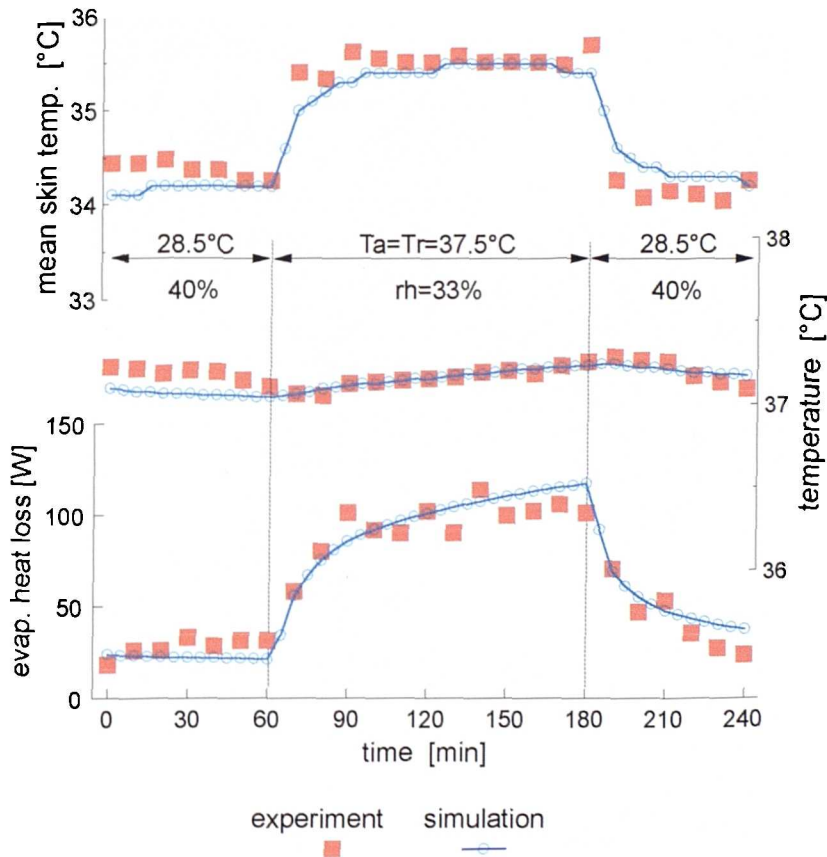 mean skin temp. [°C]
36
35
34
33
28.5°C
Ta=Tr=37.5°C
28.5°C
40%
rh=33%
40%
38
37
36
temperature [°C]
evap. heat loss [W]
150
100
50
0
0 30 60 90 120 150 180 210 240
time [min]
experiment simulation